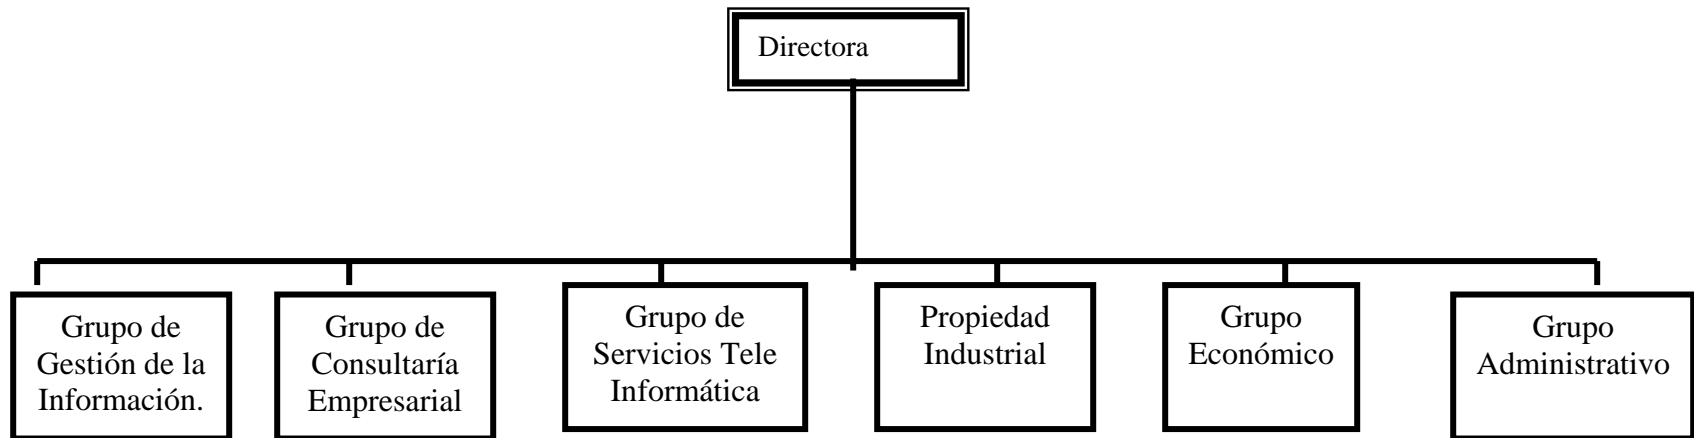 Directora
Grupo de
Gestión de la
Información.
Grupo de
Consultaría
Empresarial
Grupo de
Servicios Tele
Informática
Propiedad
Industrial
Grupo
Económico
Grupo
Administrativo